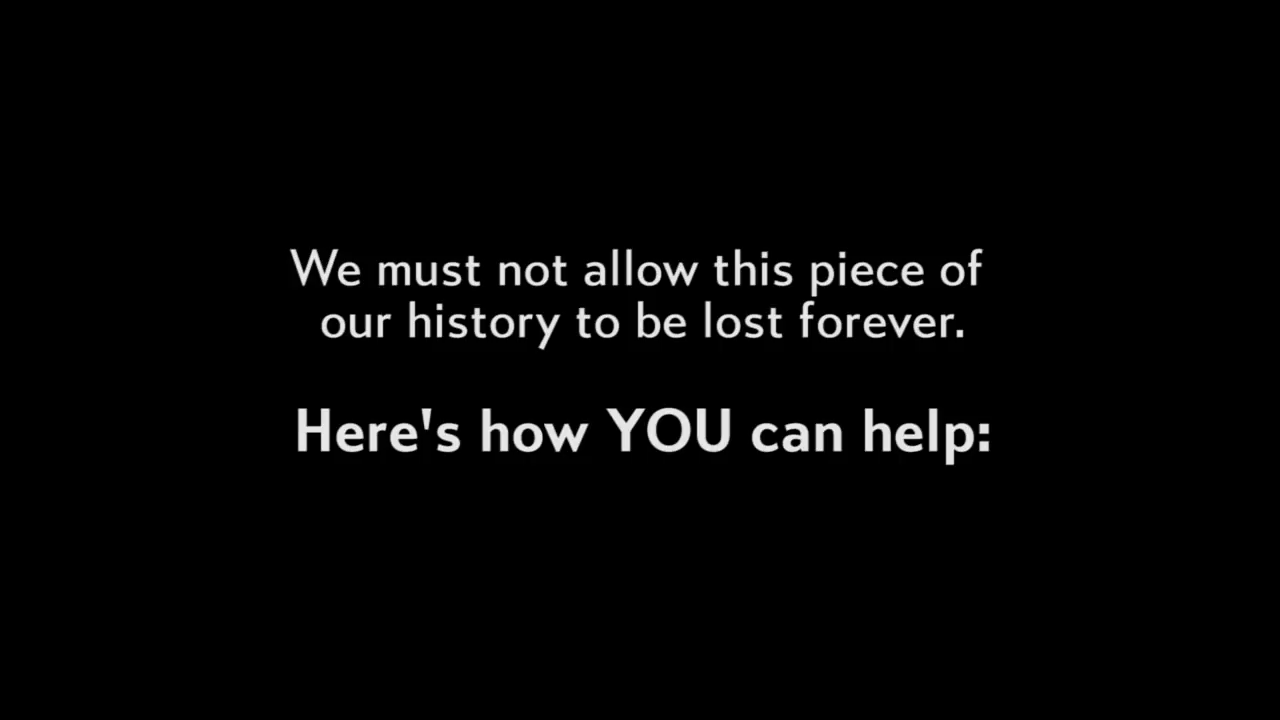 We must not allow this piece of
our history to be lost forever.
Here's how YOU can help: